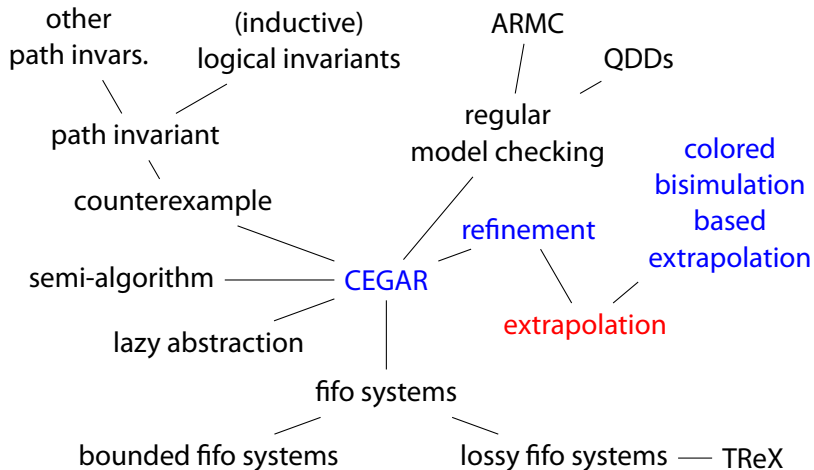 other
path invars.
(inductive)
logical invariants
ARMC
QDDs
path invariant
regular
model checking
colored
bisimulation
based
extrapolation
counterexample
refinement
semi-algorithm
CEGAR
extrapolation
lazy abstraction
fifo systems
bounded fifo systems
lossy fifo systems
TReX